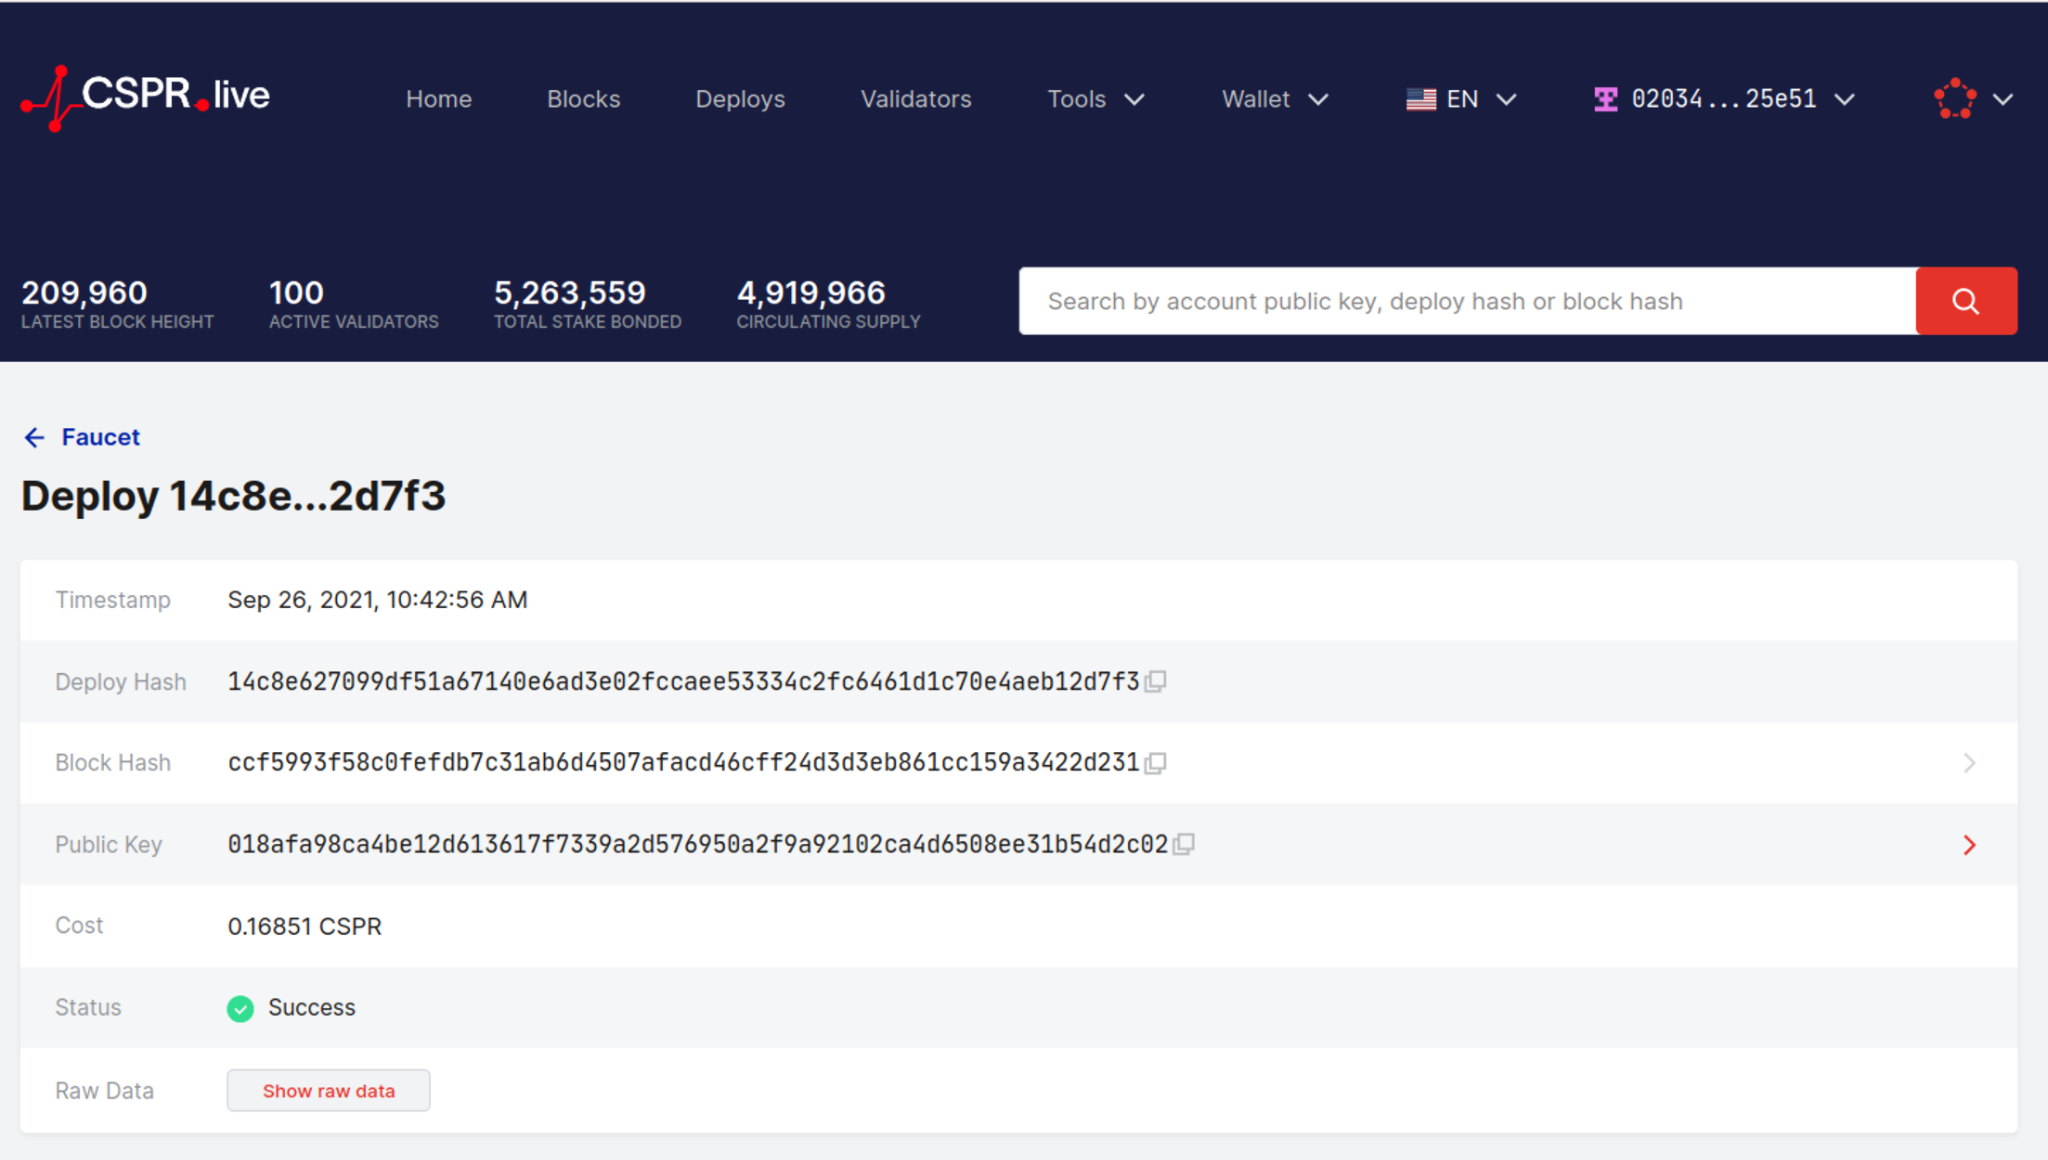 CSPR.live
Home Blocks Deploys Validators Tools Wallet EN 02034...25e51
209,960 100 5,263,559 4,919,966
LATEST BLOCK HEIGHT ACTIVE VALIDATORS TOTAL STAKE BONDED CIRCULATING SUPPLY
Search by account public key, deploy hash or block hash
Faucet
Deploy 14c8e...2d7f3
Timestamp Sep 26, 2021, 10:42:56 AM
Deploy Hash 14c8e627099df51a67140e6ad3e02fccaee53334c2fc6461d1c70e4aeb12d7f3
Block Hash ccf5993f58c0fefdb7c31ab6d4507afacd46cff24d3d3eb861cc159a3422d231
Public Key 018afa98ca4be12d613617f7339a2d576950a2f9a92102ca4d6508ee31b54d2c02
Cost 0.16851 CSPR
Status Success
Raw Data Show raw data